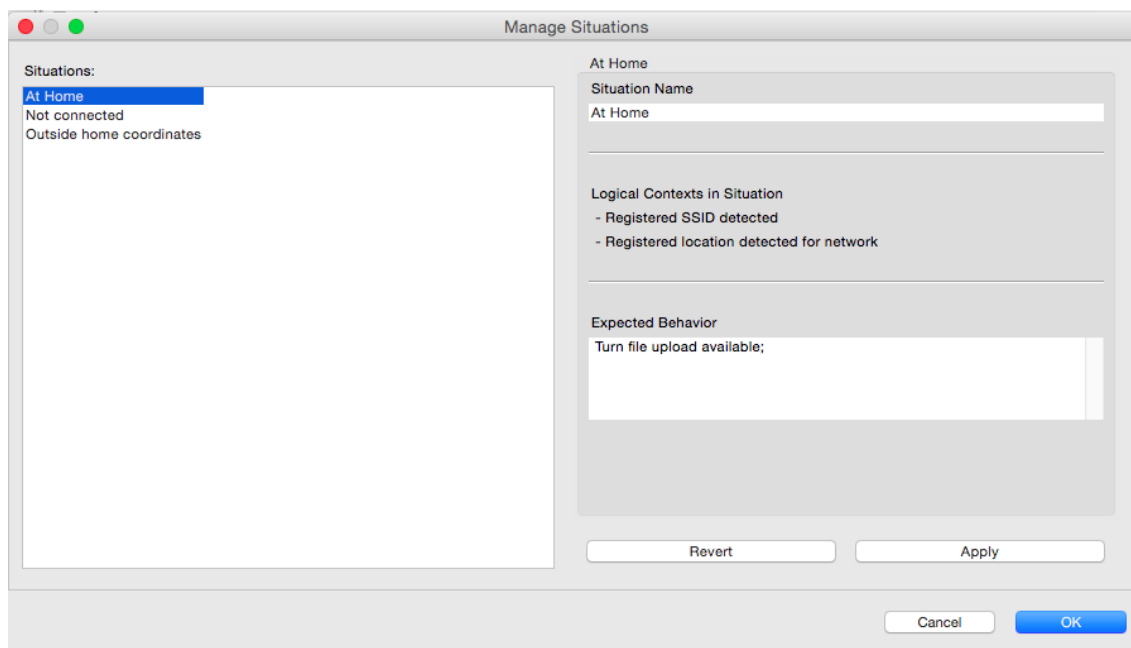 Manage Situations
Situations:
At Home
Not connected
Outside home coordinates
At Home
Situation Name
At Home
Logical Contexts in Situation
- Registered SSID detected
- Registered location detected for network
Expected Behavior
Turn file upload available;
Revert
Apply
Cancel
OK